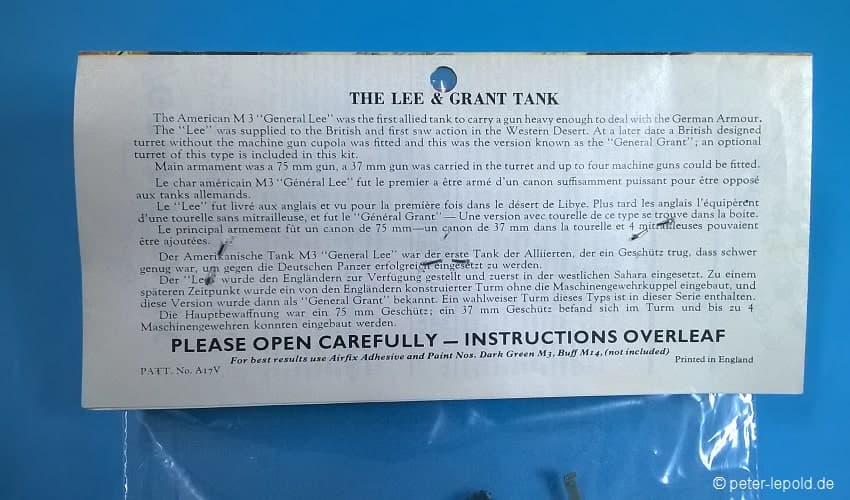 THE LEE & GRANT TANK
The American M 3 "General Lee" was the first allied tank to carry a gun heavy enough to deal with the German Armour.
The "Lee" was supplied to the British and first saw action in the Western Desert. At a later date a British designed
turret without the machine gun cupola was fitted and this was the version known as the "General Grant"; an optional
turret of this type is included in this kit.
Main armament was a 75 mm gun, a 37 mm gun was carried in the turret and up to four machine guns could be fitted.
Le char américain M3 "Général Lee" fut le premier a être armé d'un canon suffisamment puissant pour être opposé
aux tanks allemands.
Le "Lee" fut livré aux anglais et vu pour la première fois dans le désert de Libye. Plus tard les anglais l'équipèrent
d'une tourelle sans mitrailleuse, et fut le "Général Grant" — Une version avec tourelle de ce type se trouve dans la boite.
Le principal armement fût un canon de 75 mm—un canon de 37 mm dans la tourelle et 4 mitrailleuses pouvaient
être ajoutées.
Der Amerikanische Tank M3 "General Lee" war der erste Tank der Alliierten, der ein Geschütz trug, dass schwer
genug war, um gegen die Deutschen Panzer erfolgreich eingesetzt zu werden.
Der "Lee" wurde den Engländern zur Verfügung gestellt und zuerst in der westlichen Sahara eingesetzt. Zu einem
späteren Zeitpunkt wurde ein von den Engländern konstruierter Turm ohne die Maschinengewehrkuppel eingebaut, und
diese Version wurde dann als "General Grant" bekannt. Ein wahlweiser Turm dieses Typs ist in dieser Serie enthalten.
Die Hauptbewaffnung war ein 75 mm Geschütz; ein 37 mm Geschütz befand sich im Turm und bis zu 4
Maschinengewehren konnten eingebaut werden.
PLEASE OPEN CAREFULLY — INSTRUCTIONS OVERLEAF
For best results use Airfix Adhesive and Paint Nos. Dark Green M3, Buff M14, (not included)
Printed in England
PATT. No. A17V
© peter-lepold.de